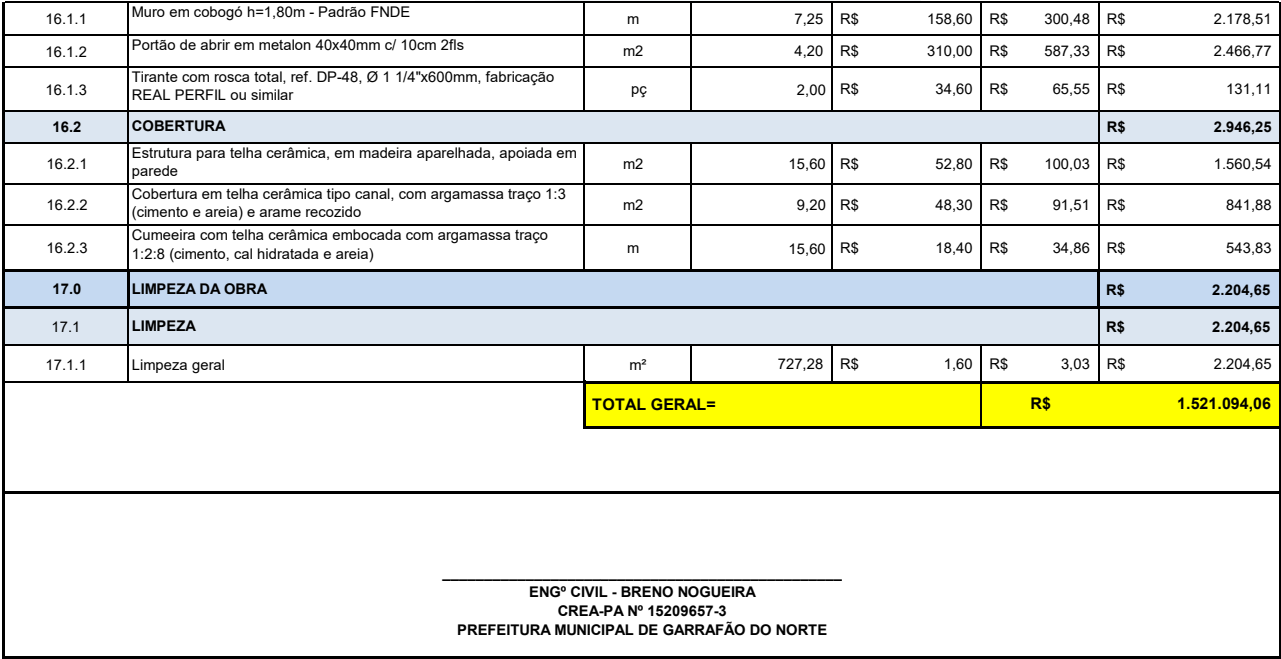 16.1.1 Muro em cobogó h=1,80m - Padrão FNDE m 7,25 R$ 158,60 R$ 300,48 R$ 2.178,51
16.1.2 Portão de abrir em metalon 40x40mm c/ 10cm 2fls m2 4,20 R$ 310,00 R$ 587,33 R$ 2.466,77
Tirante com rosca total, ref. DP-48, Ø 1 1/4"x600mm, fabricação
16.1.3 REAL PERFIL ou similar pç 2,00 R$ 34,60 R$ 65,55 R$ 131,11
16.2 COBERTURA R$ 2.946,25
Estrutura para telha cerâmica, em madeira aparelhada, apoiada em
16.2.1 parede m2 15,60 R$ 52,80 R$ 100,03 R$ 1.560,54
Cobertura em telha cerâmica tipo canal, com argamassa traço 1:3
16.2.2 (cimento e areia) e arame recozido m2 9,20 R$ 48,30 R$ 91,51 R$ 841,88
Cumeeira com telha cerâmica embocada com argamassa traço
16.2.3 1:2:8 (cimento, cal hidratada e areia) m 15,60 R$ 18,40 R$ 34,86 R$ 543,83
17.0 LIMPEZA DA OBRA R$ 2.204,65
17.1 LIMPEZA R$ 2.204,65
17.1.1 Limpeza geral m² 727,28 R$ 1,60 R$ 3,03 R$ 2.204,65
TOTAL GERAL= R$ 1.521.094,06
ENGº CIVIL - BRENO NOGUEIRA
CREA-PA Nº 15209657-3
PREFEITURA MUNICIPAL DE GARRAFÃO DO NORTE